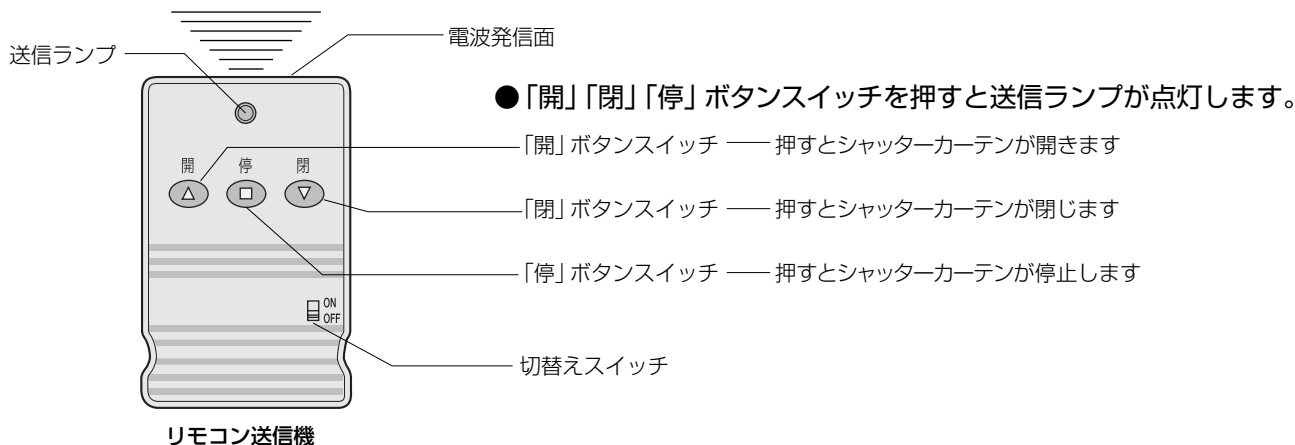 送信ランプ
電波発信面
●「開」「閉」「停」ボタンスイッチを押すと送信ランプが点灯します。
「開」ボタンスイッチ ── 押すとシャッターカーテンが開きます
開 停 閉
「閉」ボタンスイッチ ── 押すとシャッターカーテンが閉じます
「停」ボタンスイッチ ── 押すとシャッターカーテンが停止します
ON
OFF
切替えスイッチ
リモコン送信機